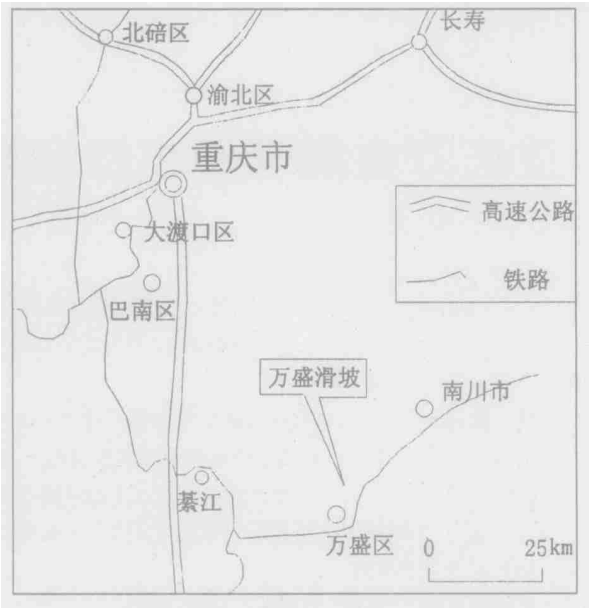 长寿
北碚区
渝北区
重庆市
高速公路
大渡口区
铁路
巴南区
万盛滑坡
南川市
綦江
万盛区
0 25km